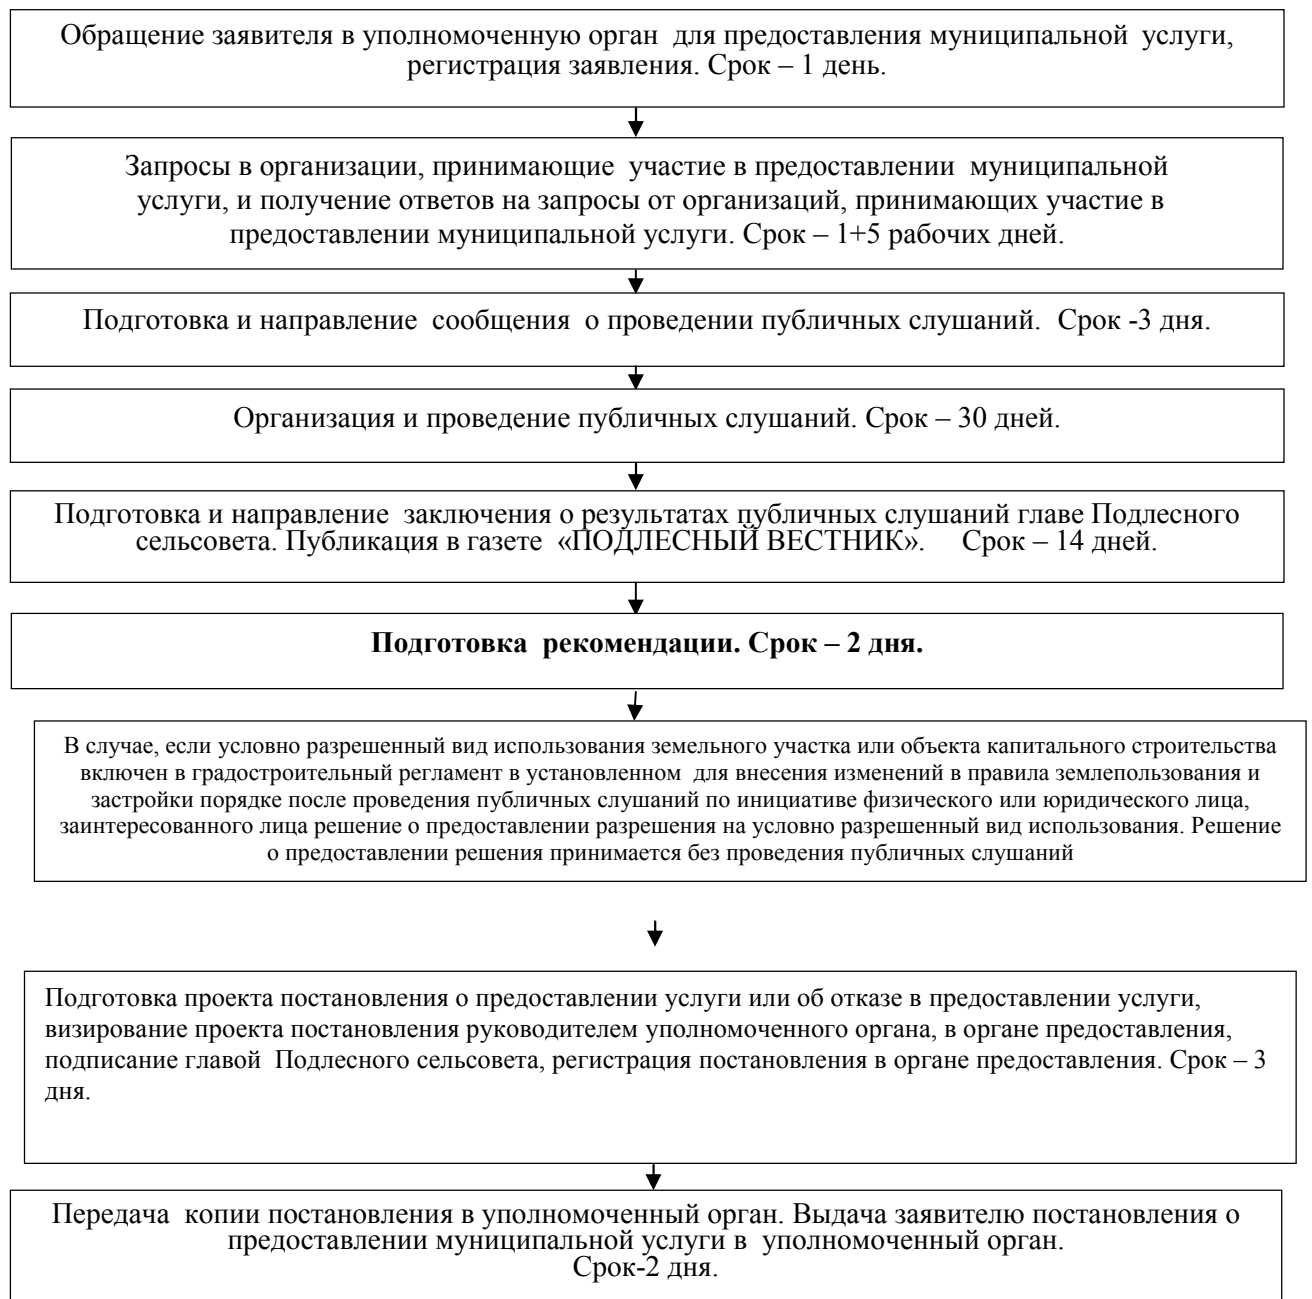 Обращение заявителя в уполномоченную орган для предоставления муниципальной услуги,
регистрация заявления. Срок – 1 день.
Запросы в организации, принимающие участие в предоставлении муниципальной
услуги, и получение ответов на запросы от организаций, принимающих участие в
предоставлении муниципальной услуги. Срок – 1+5 рабочих дней.
Подготовка и направление сообщения о проведении публичных слушаний. Срок -3 дня.
Организация и проведение публичных слушаний. Срок – 30 дней.
Подготовка и направление заключения о результатах публичных слушаний главе Подлесного
сельсовета. Публикация в газете «ПОДЛЕСНЫЙ ВЕСТНИК». Срок – 14 дней.
Подготовка рекомендации. Срок – 2 дня.
В случае, если условно разрешенный вид использования земельного участка или объекта капитального строительства
включен в градостроительный регламент в установленном для внесения изменений в правила землепользования и
застройки порядке после проведения публичных слушаний по инициативе физического или юридического лица,
заинтересованного лица решение о предоставлении разрешения на условно разрешенный вид использования. Решение
о предоставлении решения принимается без проведения публичных слушаний
Подготовка проекта постановления о предоставлении услуги или об отказе в предоставлении услуги,
визирование проекта постановления руководителем уполномоченного органа, в органе предоставления,
подписание главой Подлесного сельсовета, регистрация постановления в органе предоставления. Срок – 3
дня.
Передача копии постановления в уполномоченный орган. Выдача заявителю постановления о
предоставлении муниципальной услуги в уполномоченный орган.
Срок-2 дня.